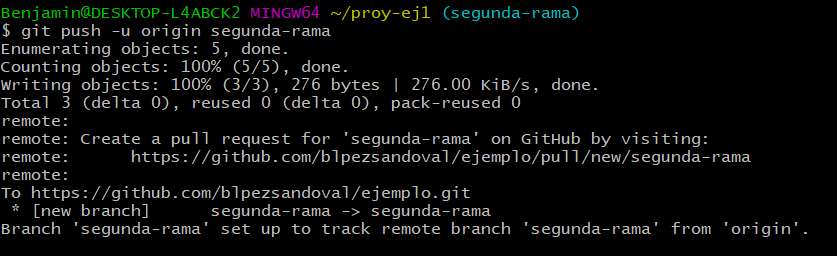 Benjamin@DESKTOP-L4ABCK2 MINGW64 ~/proy-ej1 (segunda-rama)
$ git push -u origin segunda-rama
Enumerating objects: 5, done.
Counting objects: 100% (5/5), done.
Writing objects: 100% (3/3), 276 bytes | 276.00 KiB/s, done.
Total 3 (delta 0), reused 0 (delta 0), pack-reused 0
remote:
remote: Create a pull request for 'segunda-rama' on GitHub by visiting:
remote:      https://github.com/blpezsandoval/ejemplo/pull/new/segunda-rama
remote:
To https://github.com/blpezsandoval/ejemplo.git
 * [new branch]      segunda-rama -> segunda-rama
Branch 'segunda-rama' set up to track remote branch 'segunda-rama' from 'origin'.